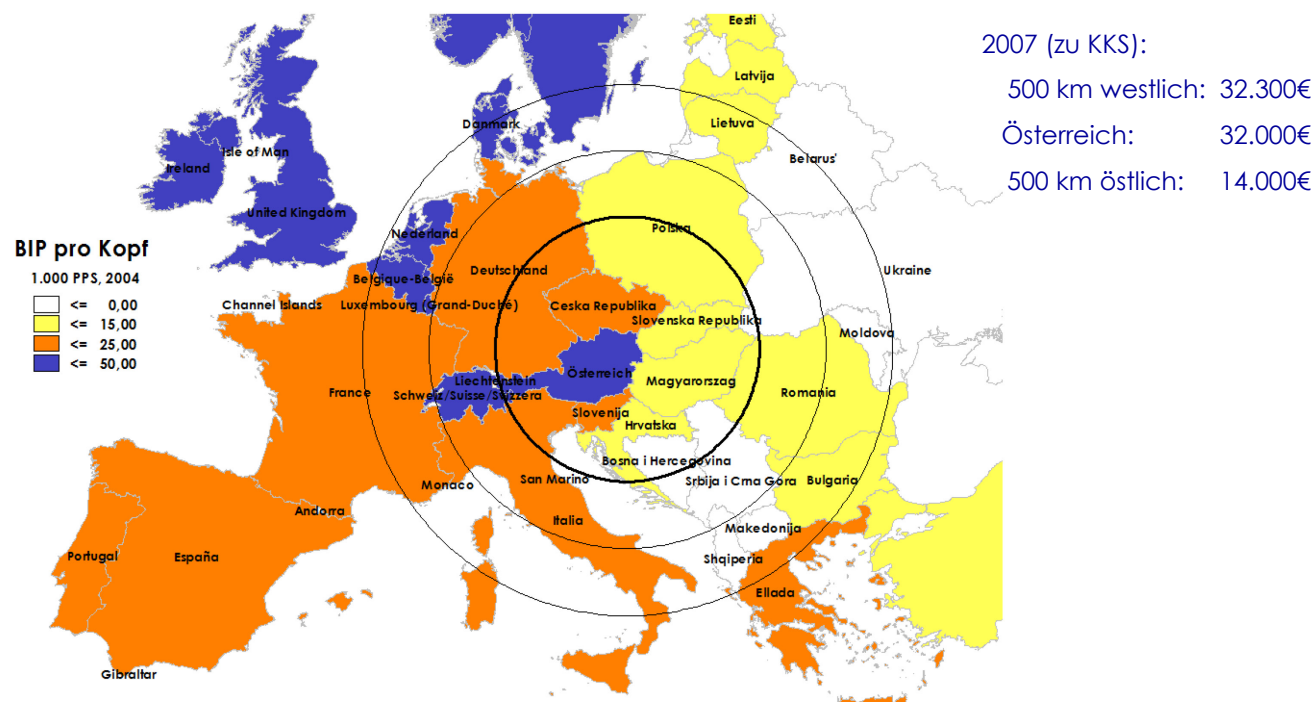 Eesti
2007 (zu KKS):
Latvija
500 km westlich: 32.300€
Danmark
Lietuva
Österreich: 32.000€
Isle of Man
Belarus'
Ireland
500 km östlich: 14.000€
United Kingdom
Nederland
Polska
BIP pro Kopf
1.000 PPS, 2004
<= 0,00
<= 15,00
<= 25,00
<= 50,00
Deutschland
Ukraine
Belgique-België
Channel Islands
Luxembourg (Grand-Duché)
Ceska Republika
Slovenska Republika
Moldova
Österreich
Liechtenstein
Magyarorszag
Schweiz/Suisse/Svizzera
France
Romania
Slovenija
Hrvatska
Bosna i Hercegovina
San Marino
Srbija i Crna Góra
Bulgaria
Monaco
Andorra
Italia
Makedonija
Portugal
España
Shqiperia
Ellada
Gibraltar